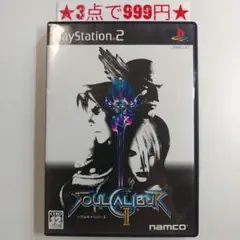 ★3点で999円★
PlayStation 2
SOULCALIBUR
II
namco